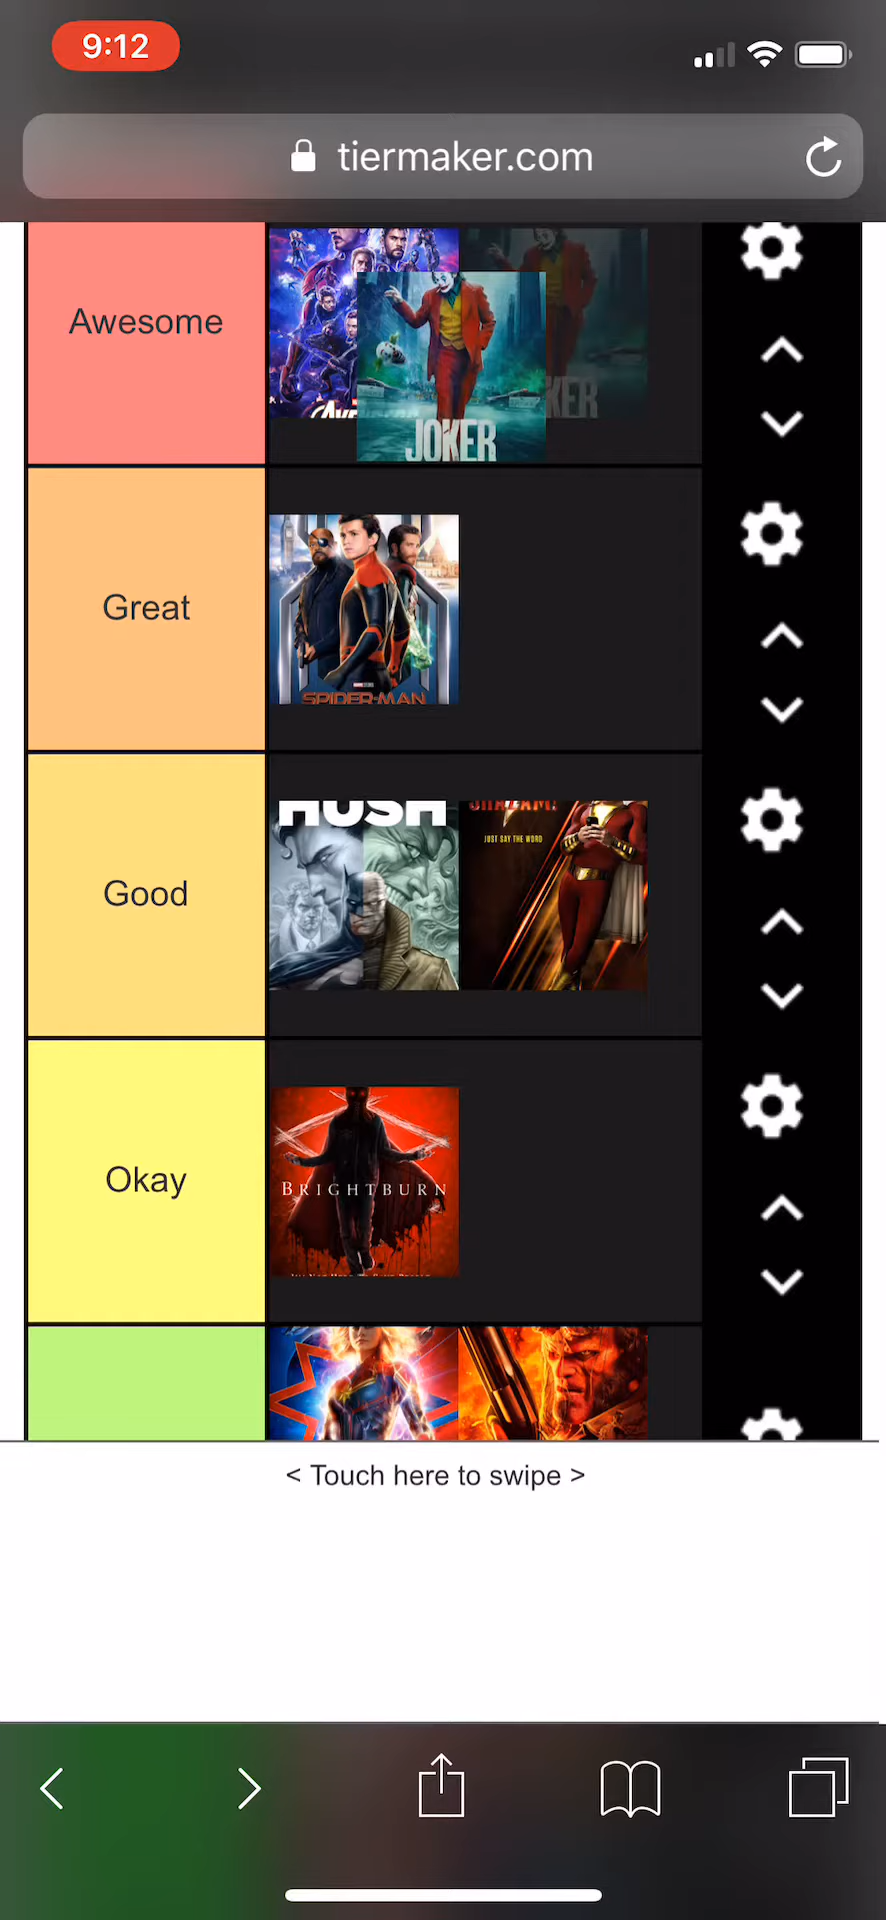 9:12
tiermaker.com
Awesome
JOKER
Great
SPIDER-MAN
Good
HUSH
SHAZAM!
JUST SAY THE WORD
Okay
BRIGHTBURN
< Touch here to swipe >